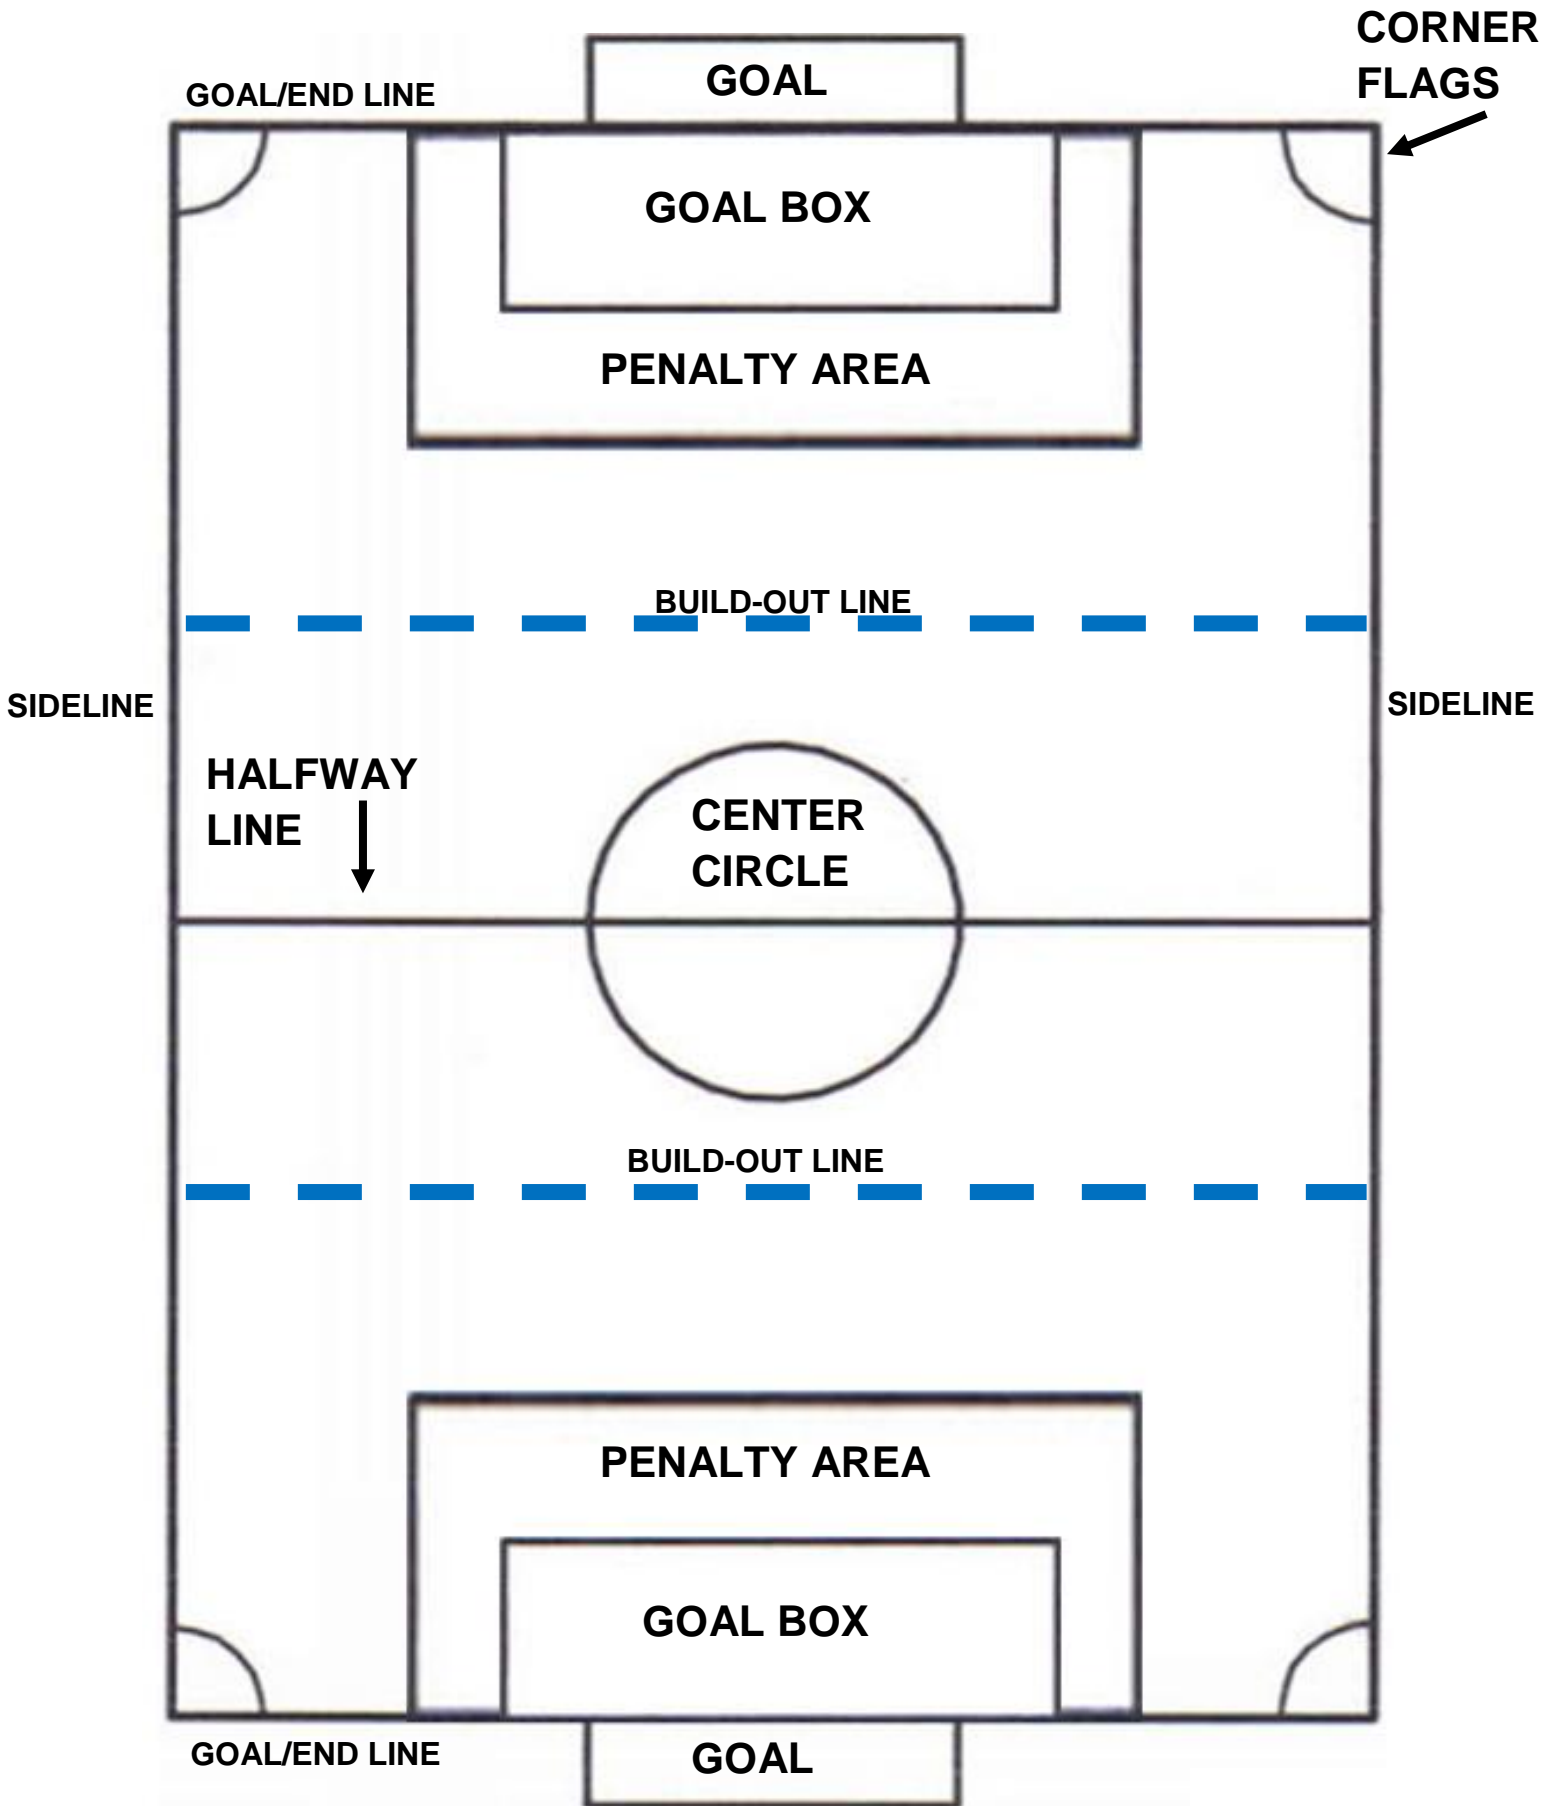 CORNER
FLAGS
GOAL
GOAL/END LINE
GOAL BOX
PENALTY AREA
BUILD-OUT LINE
SIDELINE
SIDELINE
HALFWAY
LINE
CENTER
CIRCLE
BUILD-OUT LINE
PENALTY AREA
GOAL BOX
GOAL/END LINE
GOAL